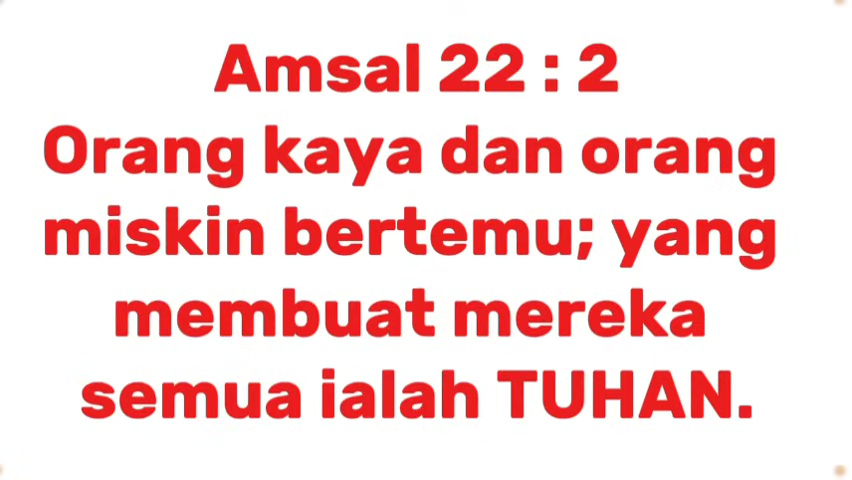 Amsal 22 : 2
Orang kaya dan orang
miskin bertemu; yang
membuat mereka
semua ialah TUHAN.